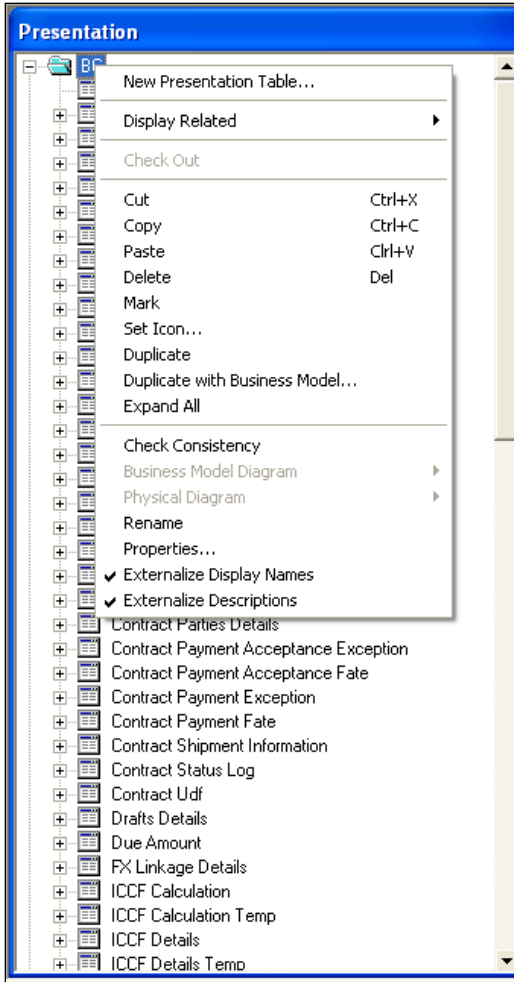 Presentation
BC
New Presentation Table...
Display Related
Check Out
Cut Ctrl+X
Copy Ctrl+C
Paste Clrl+V
Delete Del
Mark
Set Icon...
Duplicate
Duplicate with Business Model...
Expand All
Check Consistency
Business Model Diagram
Physical Diagram
Rename
Properties...
Externalize Display Names
Externalize Descriptions
Contract Parties Details
Contract Payment Acceptance Exception
Contract Payment Acceptance Fate
Contract Payment Exception
Contract Payment Fate
Contract Shipment Information
Contract Status Log
Contract Udf
Drafts Details
Due Amount
FX Linkage Details
ICCF Calculation
ICCF Calculation Temp
ICCF Details
ICCF Details Temp